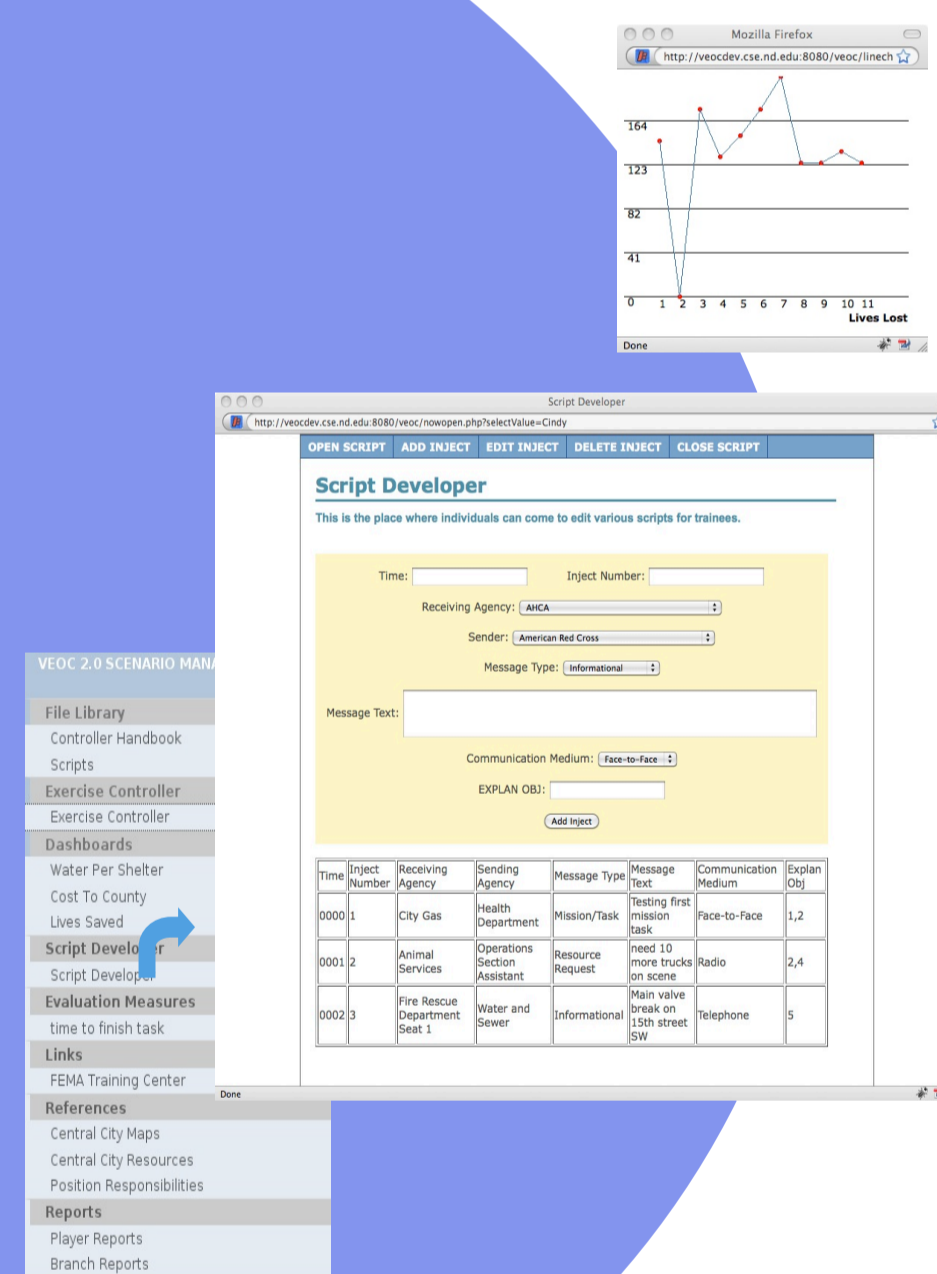 Mozilla Firefox
http://veocdev.cse.nd.edu:8080/veoc/linech
164
123
82
41
0 1 2 3 4 5 6 7 8 9 10 11
Lives Lost
Done
Script Developer
http://veocdev.cse.nd.edu:8080/veoc/nowopen.php?selectValue=Cindy
OPEN SCRIPT ADD INJECT EDIT INJECT DELETE INJECT CLOSE SCRIPT
Script Developer
This is the place where individuals can come to edit various scripts for trainees.
Time: Inject Number:
Receiving Agency: AHCA
Sender: American Red Cross
Message Type: Informational
Message Text:
Communication Medium: Face-to-Face
EXPLAN OBJ:
Add Inject
Time Inject Number Receiving Agency Sending Agency Message Type Message Text Communication Medium Explan Obj
0000 1 City Gas Health Department Mission/Task Testing first mission task Face-to-Face 1,2
0001 2 Animal Services Operations Section Assistant Resource Request need 10 more trucks on scene Radio 2,4
0002 3 Fire Rescue Department Seat 1 Water and Sewer Informational Main valve break on 15th street SW Telephone 5
Done
VEOC 2.0 SCENARIO MANA
File Library
Controller Handbook
Scripts
Exercise Controller
Exercise Controller
Dashboards
Water Per Shelter
Cost To County
Lives Saved
Script Developer
Script Developer
Evaluation Measures
time to finish task
Links
FEMA Training Center
References
Central City Maps
Central City Resources
Position Responsibilities
Reports
Player Reports
Branch Reports